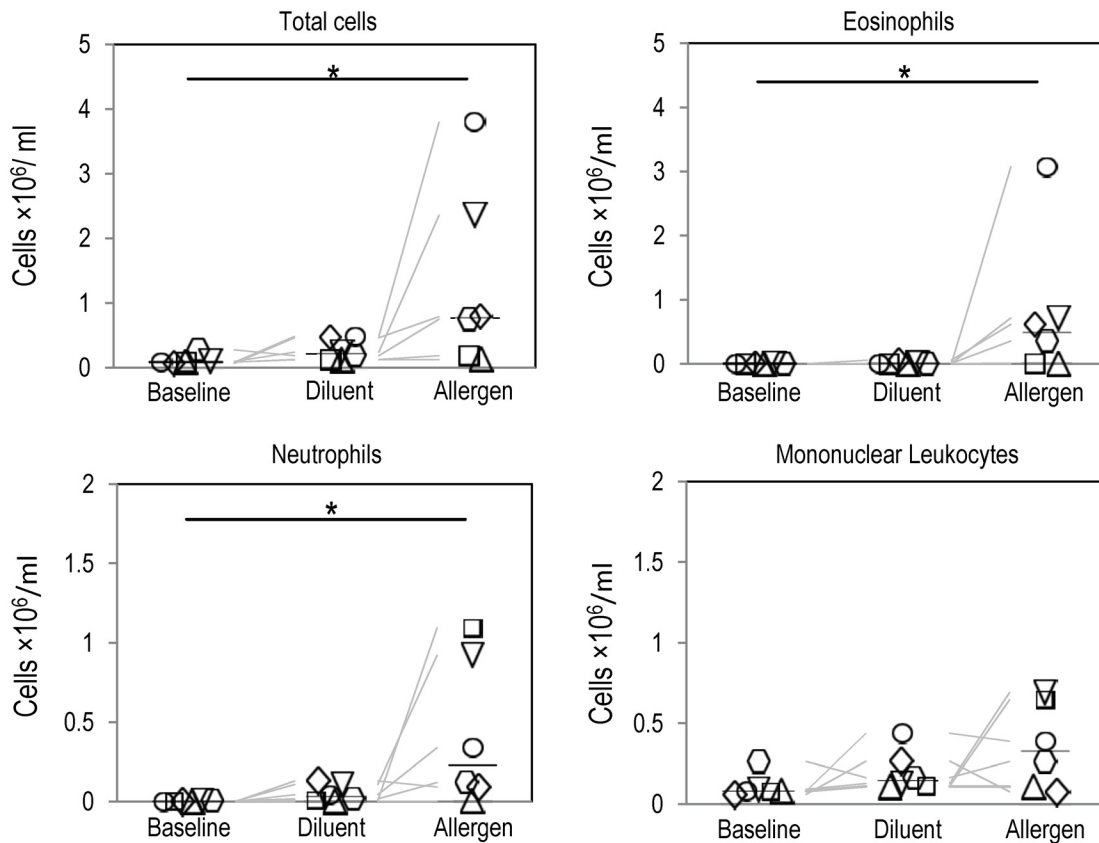 Total cells
5
4
3
2
1
0
Cells ×10⁶/ ml
*
Baseline Diluent Allergen
Eosinophils
5
4
3
2
1
0
Cells ×10⁶/ml
*
Baseline Diluent Allergen
Neutrophils
2
1.5
1
0.5
0
Cells ×10⁶/ml
*
Baseline Diluent Allergen
Mononuclear Leukocytes
2
1.5
1
0.5
0
Cells ×10⁶/ml
Baseline Diluent Allergen